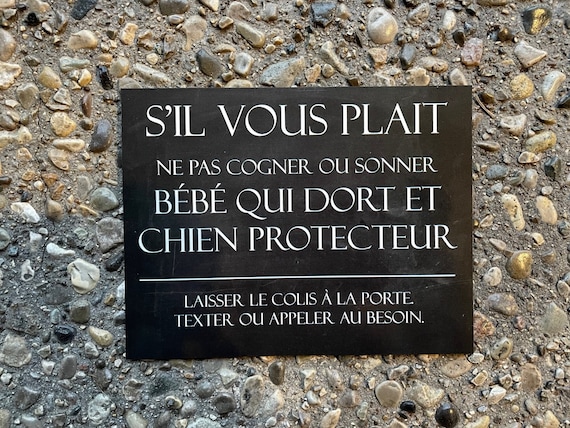 S'IL VOUS PLAIT
NE PAS COGNER OU SONNER
BÉBÉ QUI DORT ET
CHIEN PROTECTEUR
LAISSER LE COLIS À LA PORTE.
TEXTER OU APPELER AU BESOIN.